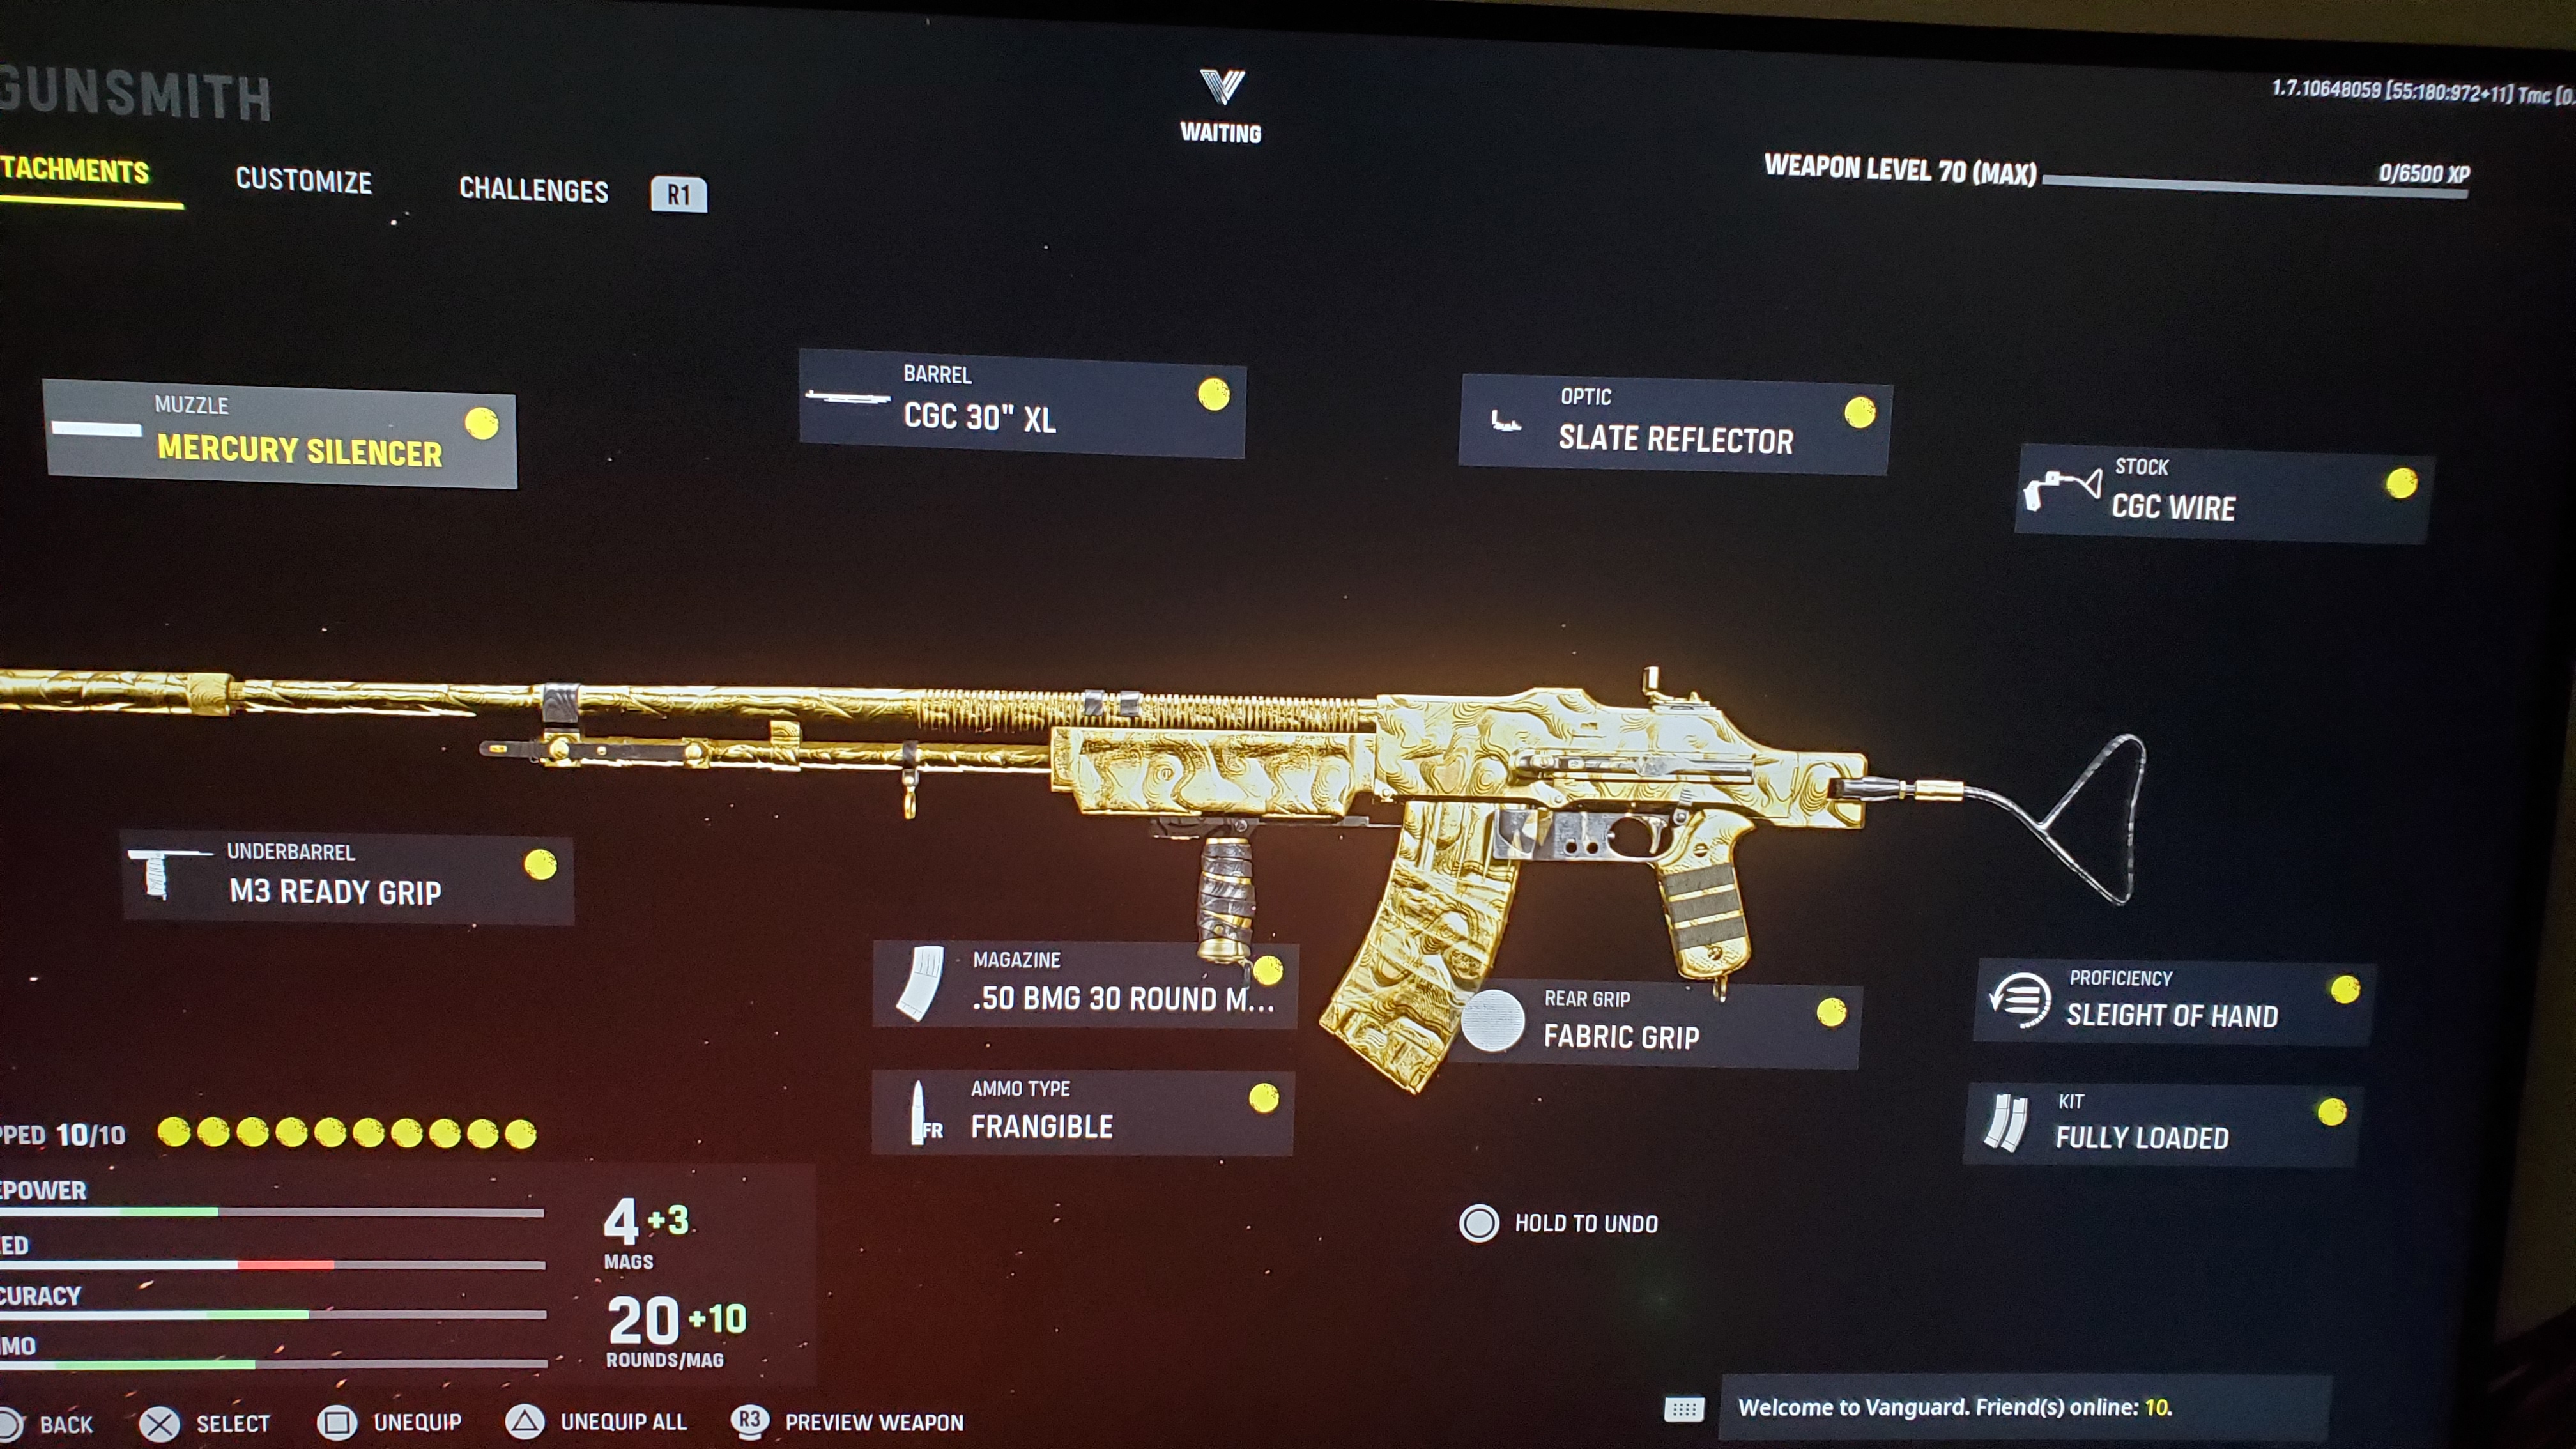 GUNSMITH
WAITING
1.7.10648059 [55:180:972+11] Tmc [0.
TACHMENTS
CUSTOMIZE
CHALLENGES
R1
WEAPON LEVEL 70 (MAX)
0/6500 XP
MUZZLE
MERCURY SILENCER
BARREL
CGC 30" XL
OPTIC
SLATE REFLECTOR
STOCK
CGC WIRE
UNDERBARREL
M3 READY GRIP
MAGAZINE
.50 BMG 30 ROUND M...
REAR GRIP
FABRIC GRIP
PROFICIENCY
SLEIGHT OF HAND
FR
AMMO TYPE
FRANGIBLE
KIT
FULLY LOADED
PPED 10/10
EPOWER
4 +3
MAGS
ED
CURACY
20 +10
ROUNDS/MAG
MO
HOLD TO UNDO
BACK
SELECT
UNEQUIP
UNEQUIP ALL
R3
PREVIEW WEAPON
Welcome to Vanguard. Friend(s) online: 10.